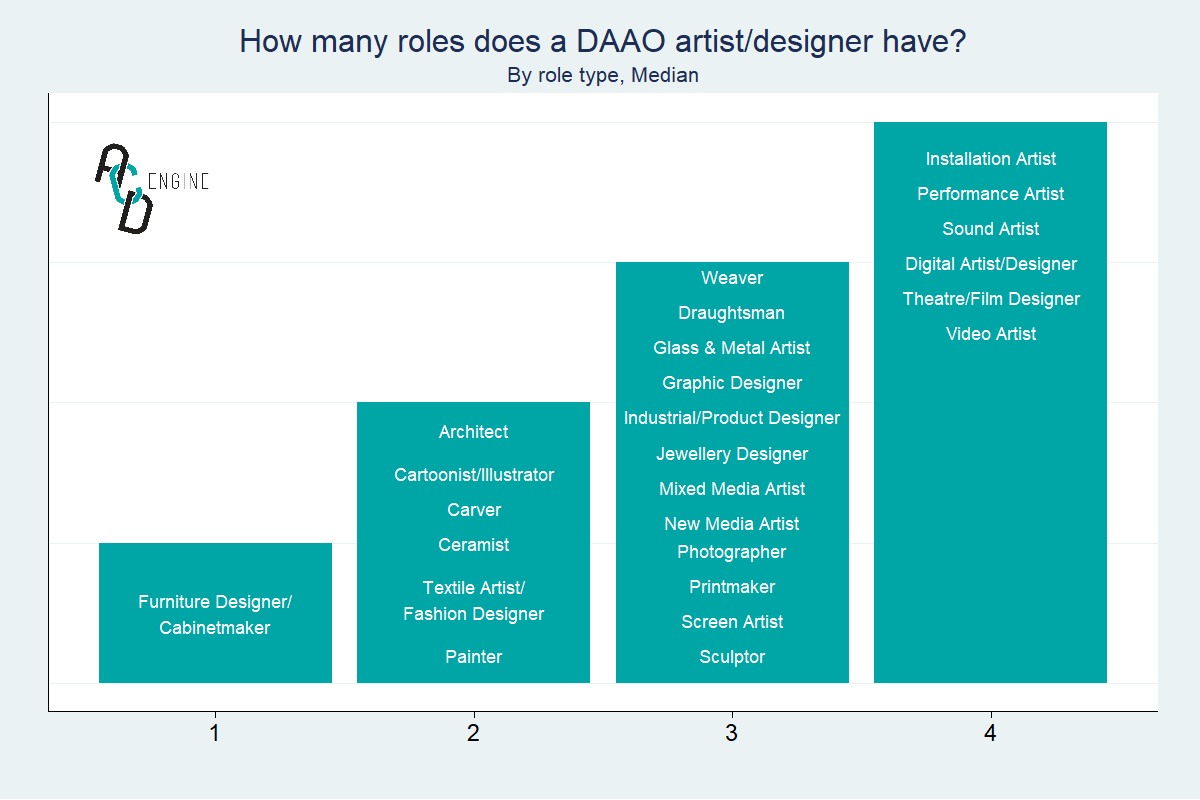 How many roles does a DAAO artist/designer have?
By role type, Median
ACD ENGINE
Furniture Designer/
Cabinetmaker
Architect
Cartoonist/Illustrator
Carver
Ceramist
Textile Artist/
Fashion Designer
Painter
Weaver
Draughtsman
Glass & Metal Artist
Graphic Designer
Industrial/Product Designer
Jewellery Designer
Mixed Media Artist
New Media Artist
Photographer
Printmaker
Screen Artist
Sculptor
Installation Artist
Performance Artist
Sound Artist
Digital Artist/Designer
Theatre/Film Designer
Video Artist
1
2
3
4